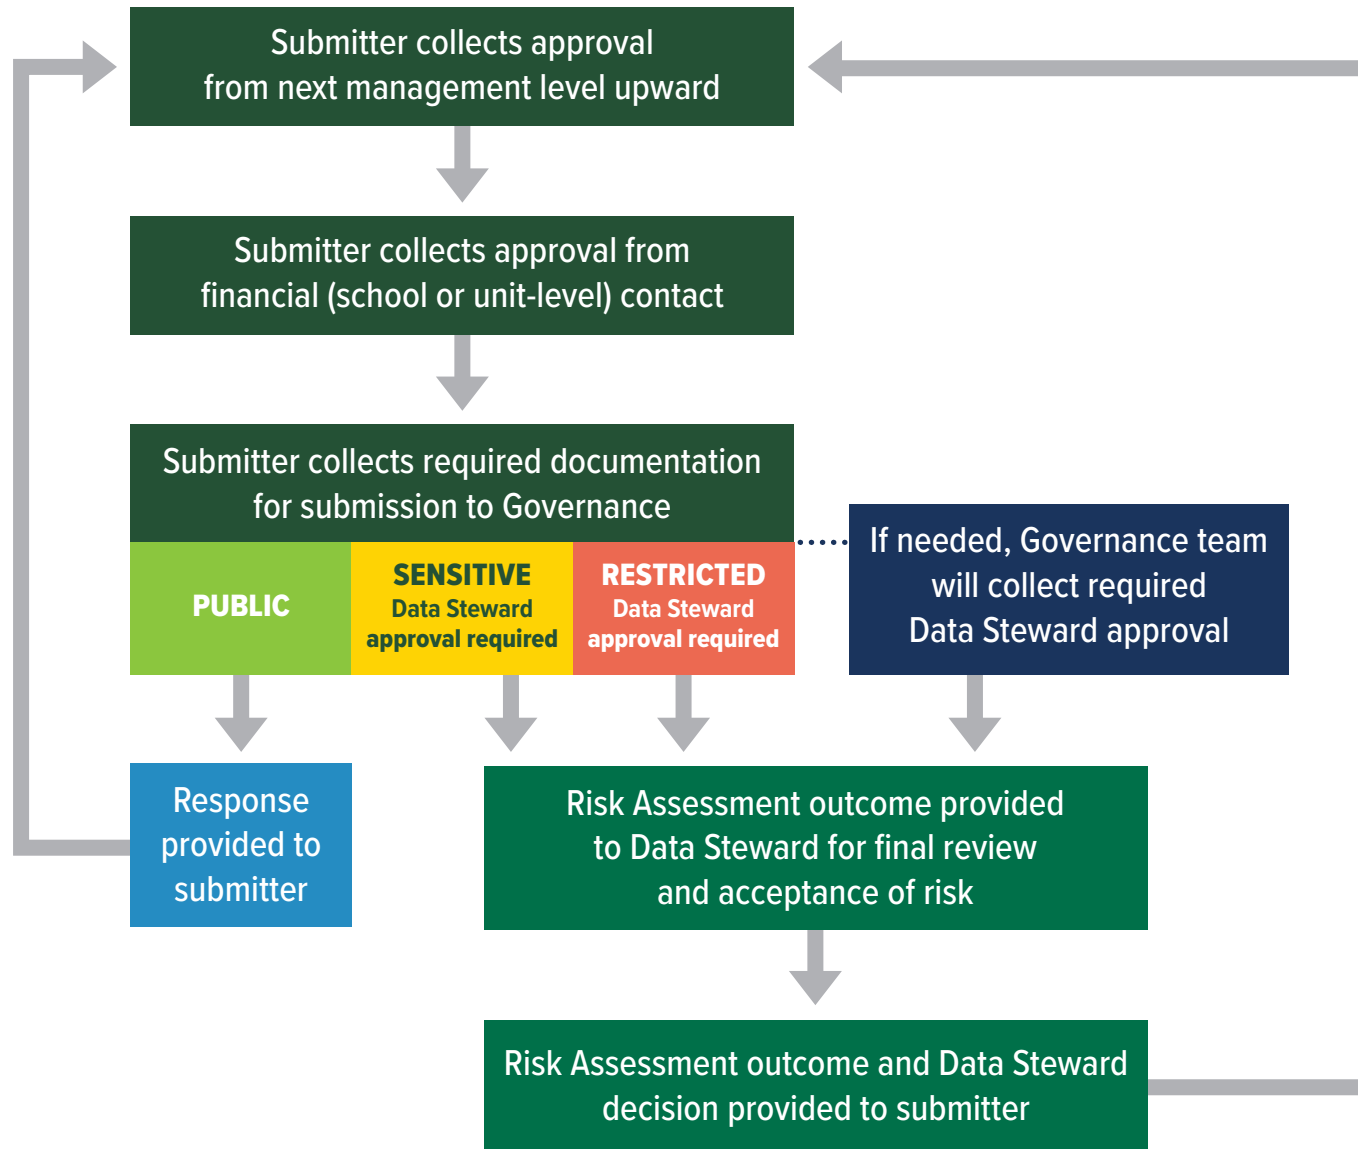 Submitter collects approval
from next management level upward
Submitter collects approval from
financial (school or unit-level) contact
Submitter collects required documentation
for submission to Governance
PUBLIC
SENSITIVE
Data Steward
approval required
RESTRICTED
Data Steward
approval required
If needed, Governance team
will collect required
Data Steward approval
Response
provided to
submitter
Risk Assessment outcome provided
to Data Steward for final review
and acceptance of risk
Risk Assessment outcome and Data Steward
decision provided to submitter